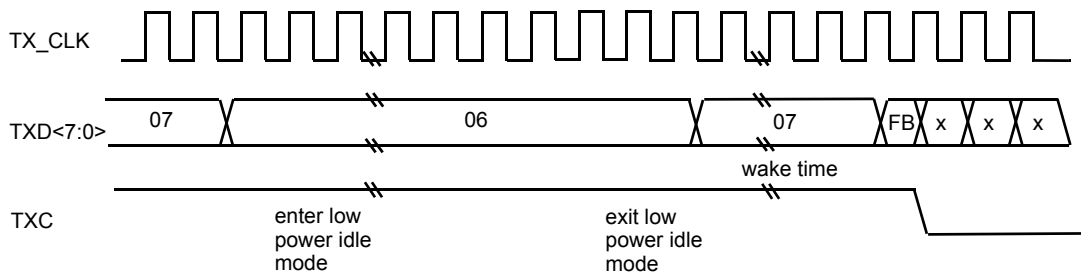 TX_CLK
TXD<7:0>
07
06
07
FB
x
x
x
wake time
TXC
enter low
power idle
mode
exit low
power idle
mode